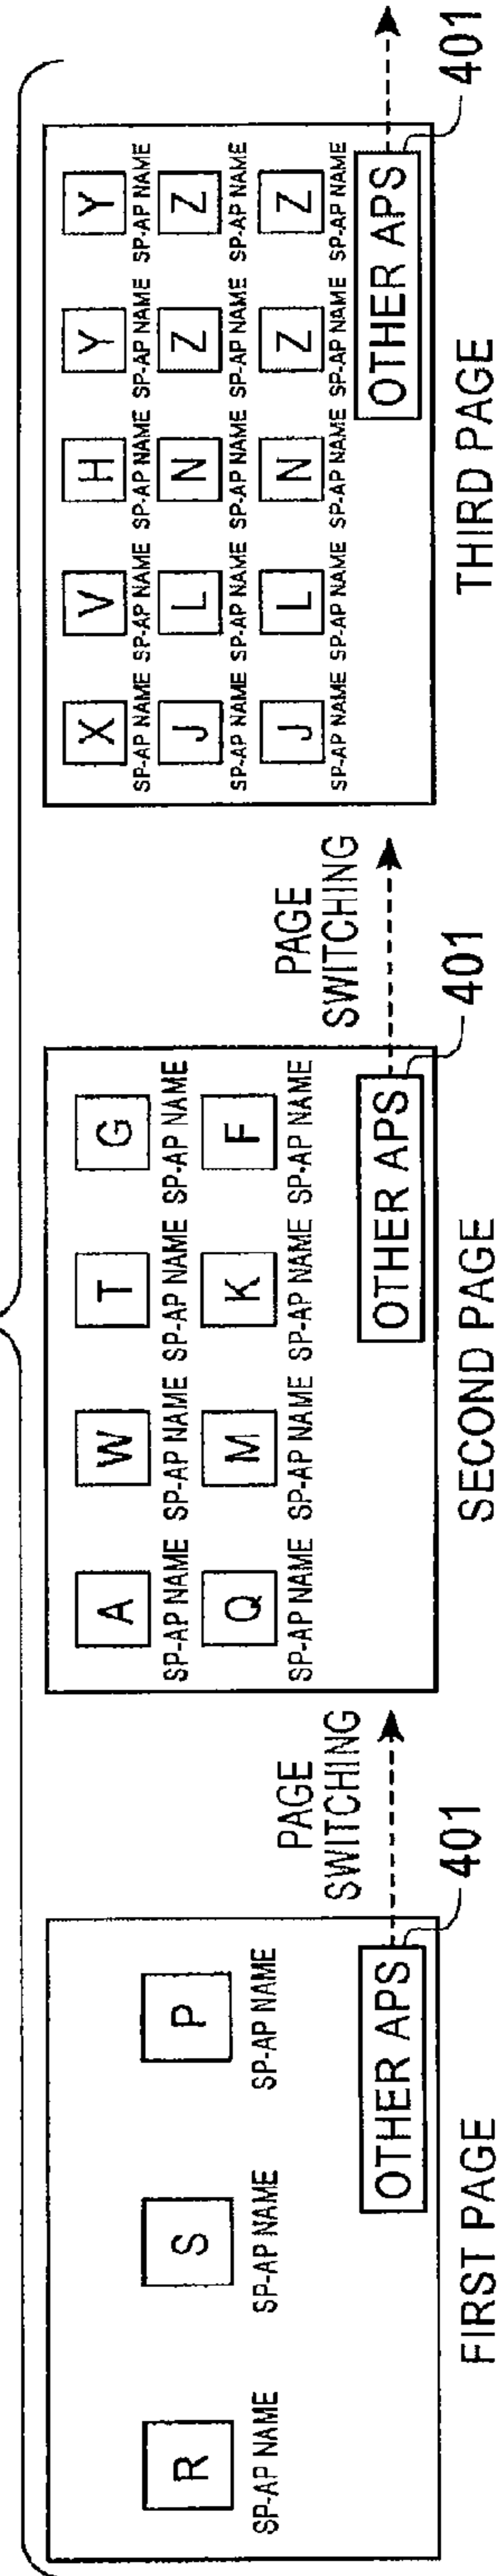 R S P
SP-AP NAME SP-AP NAME SP-AP NAME
OTHER APS
401
FIRST PAGE
PAGE
SWITCHING
A W T G
SP-AP NAME SP-AP NAME SP-AP NAME SP-AP NAME
Q M K F
SP-AP NAME SP-AP NAME SP-AP NAME SP-AP NAME
OTHER APS
401
SECOND PAGE
PAGE
SWITCHING
X V H Y Y
SP-AP NAME SP-AP NAME SP-AP NAME SP-AP NAME SP-AP NAME
J L N Z Z
SP-AP NAME SP-AP NAME SP-AP NAME SP-AP NAME SP-AP NAME
J L N Z Z
SP-AP NAME SP-AP NAME SP-AP NAME SP-AP NAME SP-AP NAME
OTHER APS
401
THIRD PAGE